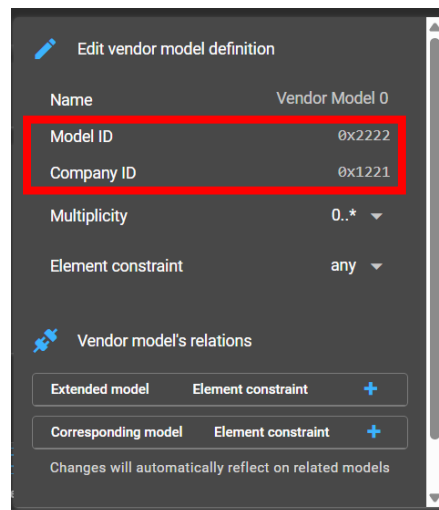 Edit vendor model definition
Name Vendor Model 0
Model ID 0x2222
Company ID 0x1221
Multiplicity 0..*
Element constraint any
Vendor model's relations
Extended model Element constraint +
Corresponding model Element constraint +
Changes will automatically reflect on related models